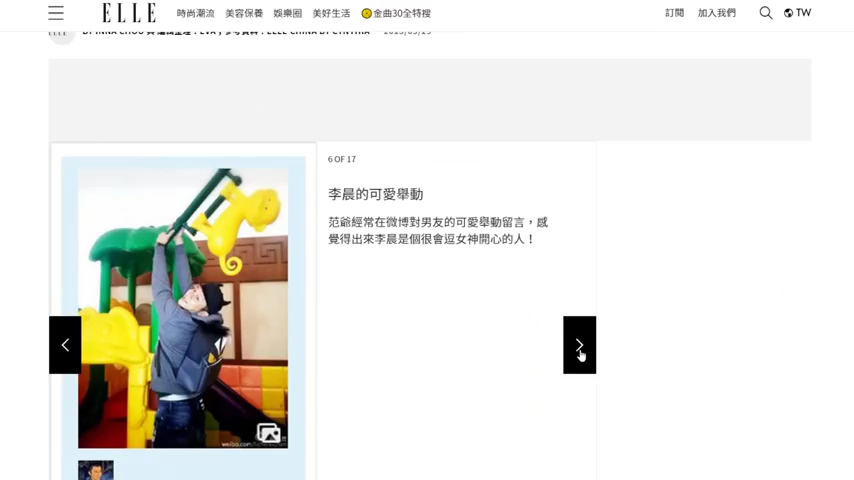 ELLE 時尚潮流 美容保養 娛樂圈 美好生活 金曲30全特搜 訂閱 加入我們 TW
6 OF 17
李晨的可愛舉動
范爺經常在微博對男友的可愛舉動留言，感
覺得出來李晨是個很會逗女神開心的人！